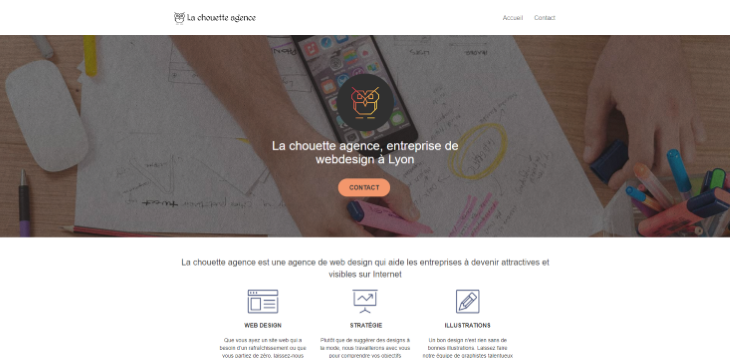 La chouette agence
Accueil Contact
La chouette agence, entreprise de
webdesign à Lyon
CONTACT
La chouette agence est une agence de web design qui aide les entreprises à devenir attractives et
visibles sur Internet
WEB DESIGN
Que vous ayez un site web qui a
besoin d'un rafraîchissement ou que
vous partiez de zéro, laissez-nous
STRATÉGIE
Plutôt que de suggérer des designs à
la mode, nous travaillerons avec vous
pour comprendre vos objectifs
ILLUSTRATIONS
Un bon design n'est rien sans de
bonnes illustrations. Laissez faire
notre équipe de graphistes talentueux